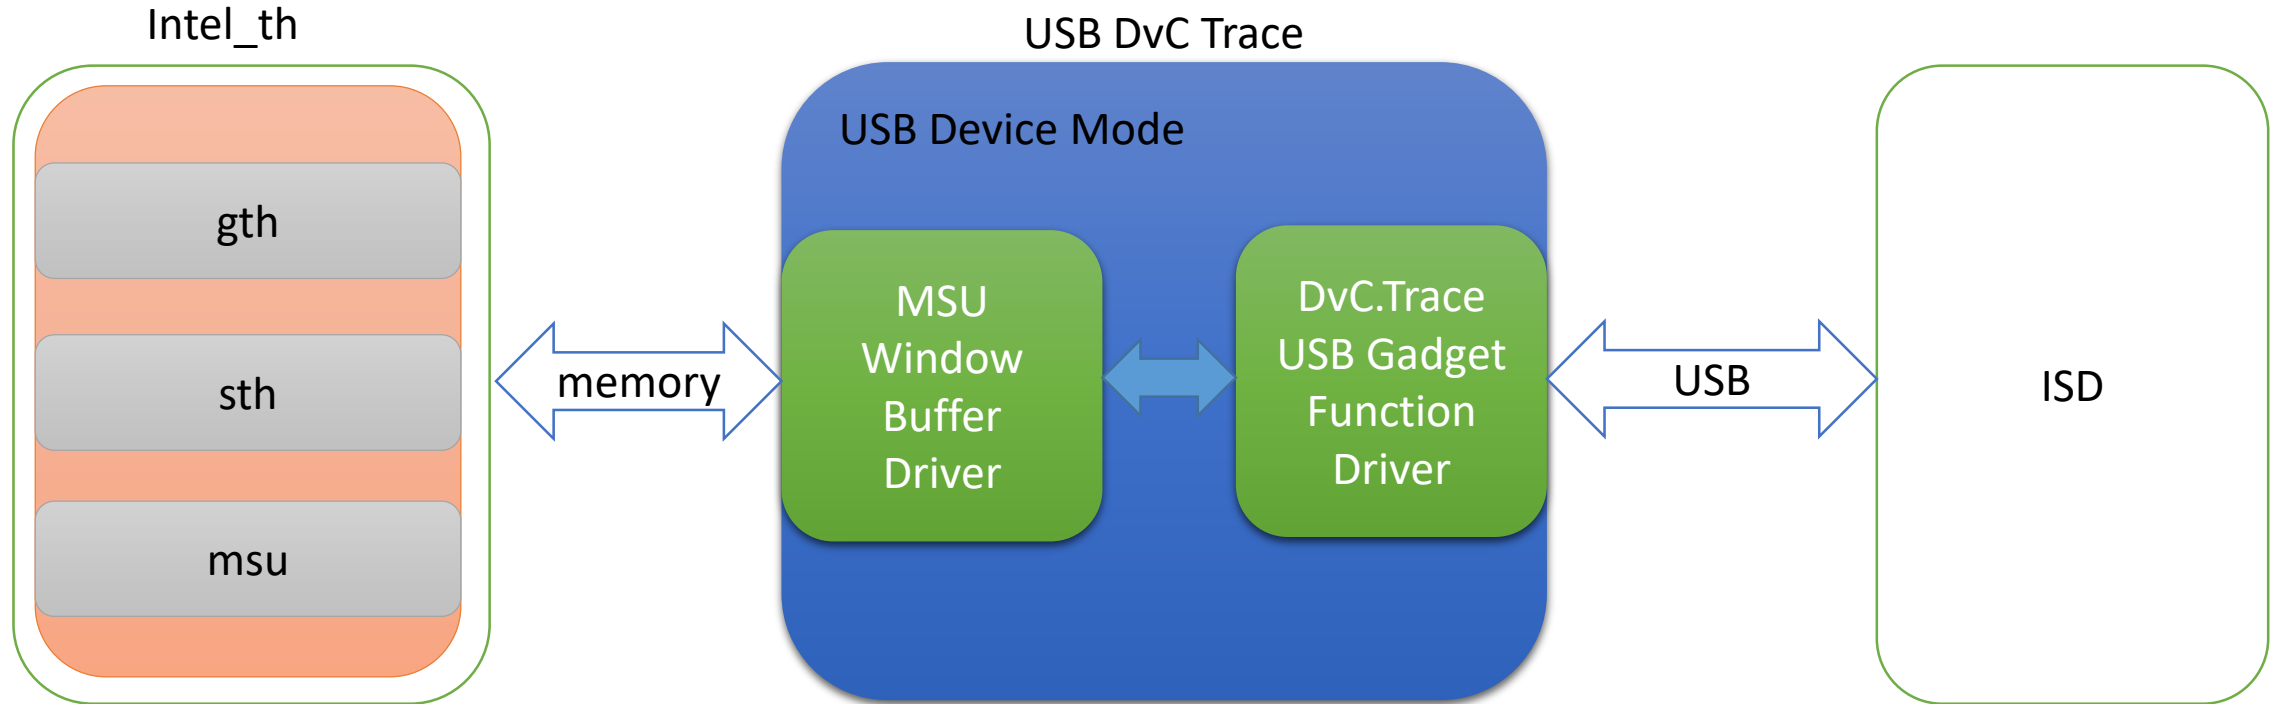 Intel_th
gth
sth
msu
memory
USB DvC Trace
USB Device Mode
MSU
Window
Buffer
Driver
DvC.Trace
USB Gadget
Function
Driver
USB
ISD